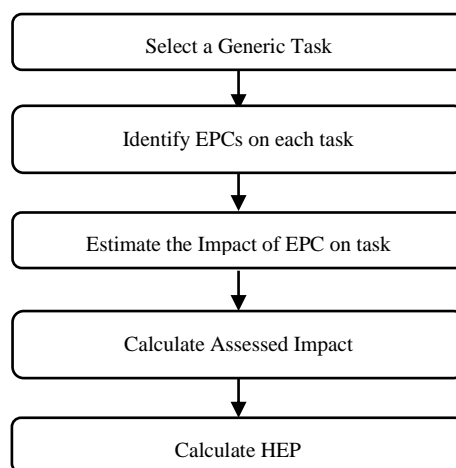 Select a Generic Task
Identify EPCs on each task
Estimate the Impact of EPC on task
Calculate Assessed Impact
Calculate HEP